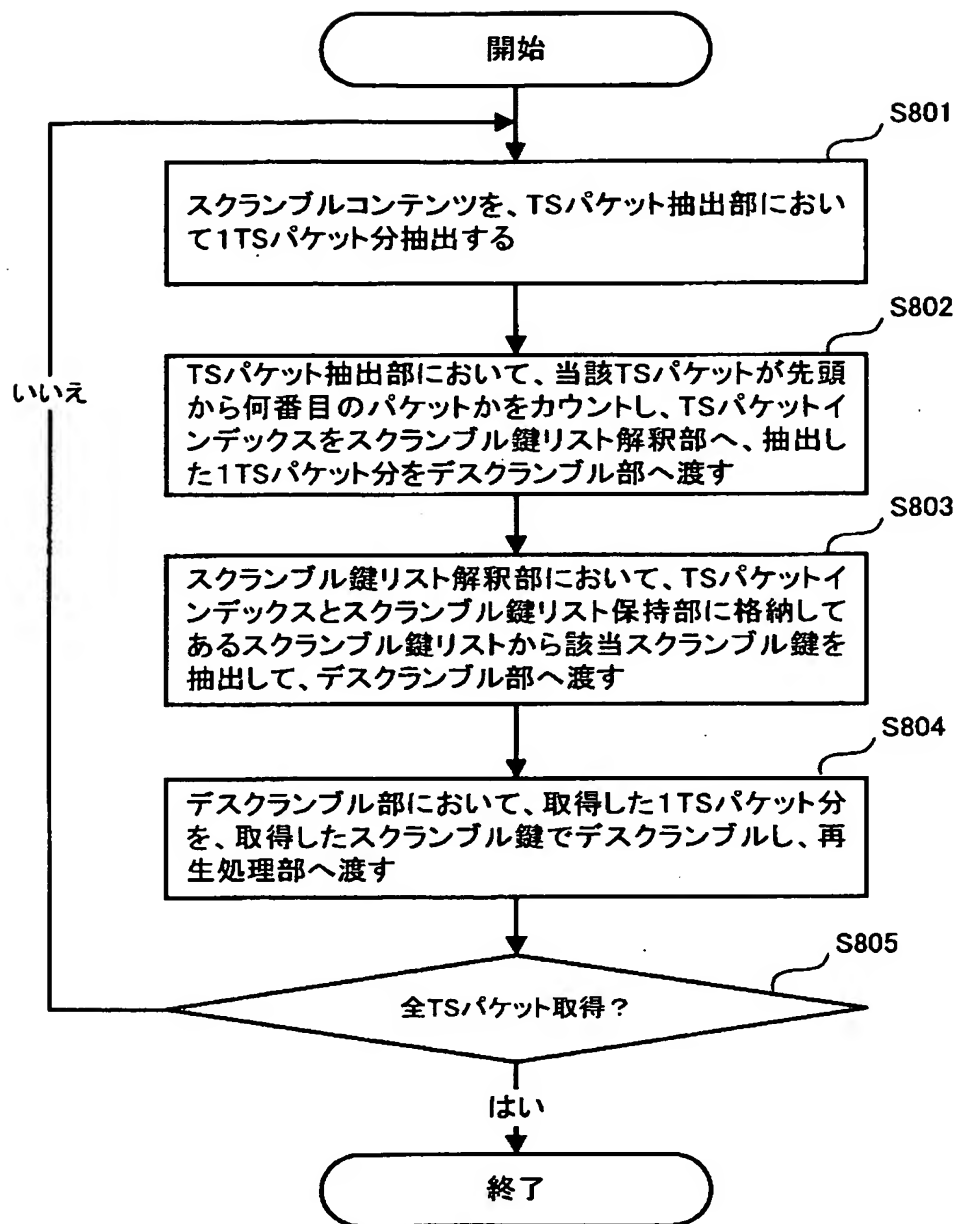 開始
S801
スクランブルコンテンツを、TSパケット抽出部におい
て1TSパケット分抽出する
S802
TSパケット抽出部において、当該TSパケットが先頭
から何番目のパケットかをカウントし、TSパケットイ
ンデックスをスクランブル鍵リスト解釈部へ、抽出し
た1TSパケット分をデスクランブル部へ渡す
いいえ
S803
スクランブル鍵リスト解釈部において、TSパケットイ
ンデックスとスクランブル鍵リスト保持部に格納して
あるスクランブル鍵リストから該当スクランブル鍵を
抽出して、デスクランブル部へ渡す
S804
デスクランブル部において、取得した1TSパケット分
を、取得したスクランブル鍵でデスクランブルし、再
生処理部へ渡す
S805
全TSパケット取得?
はい
終了